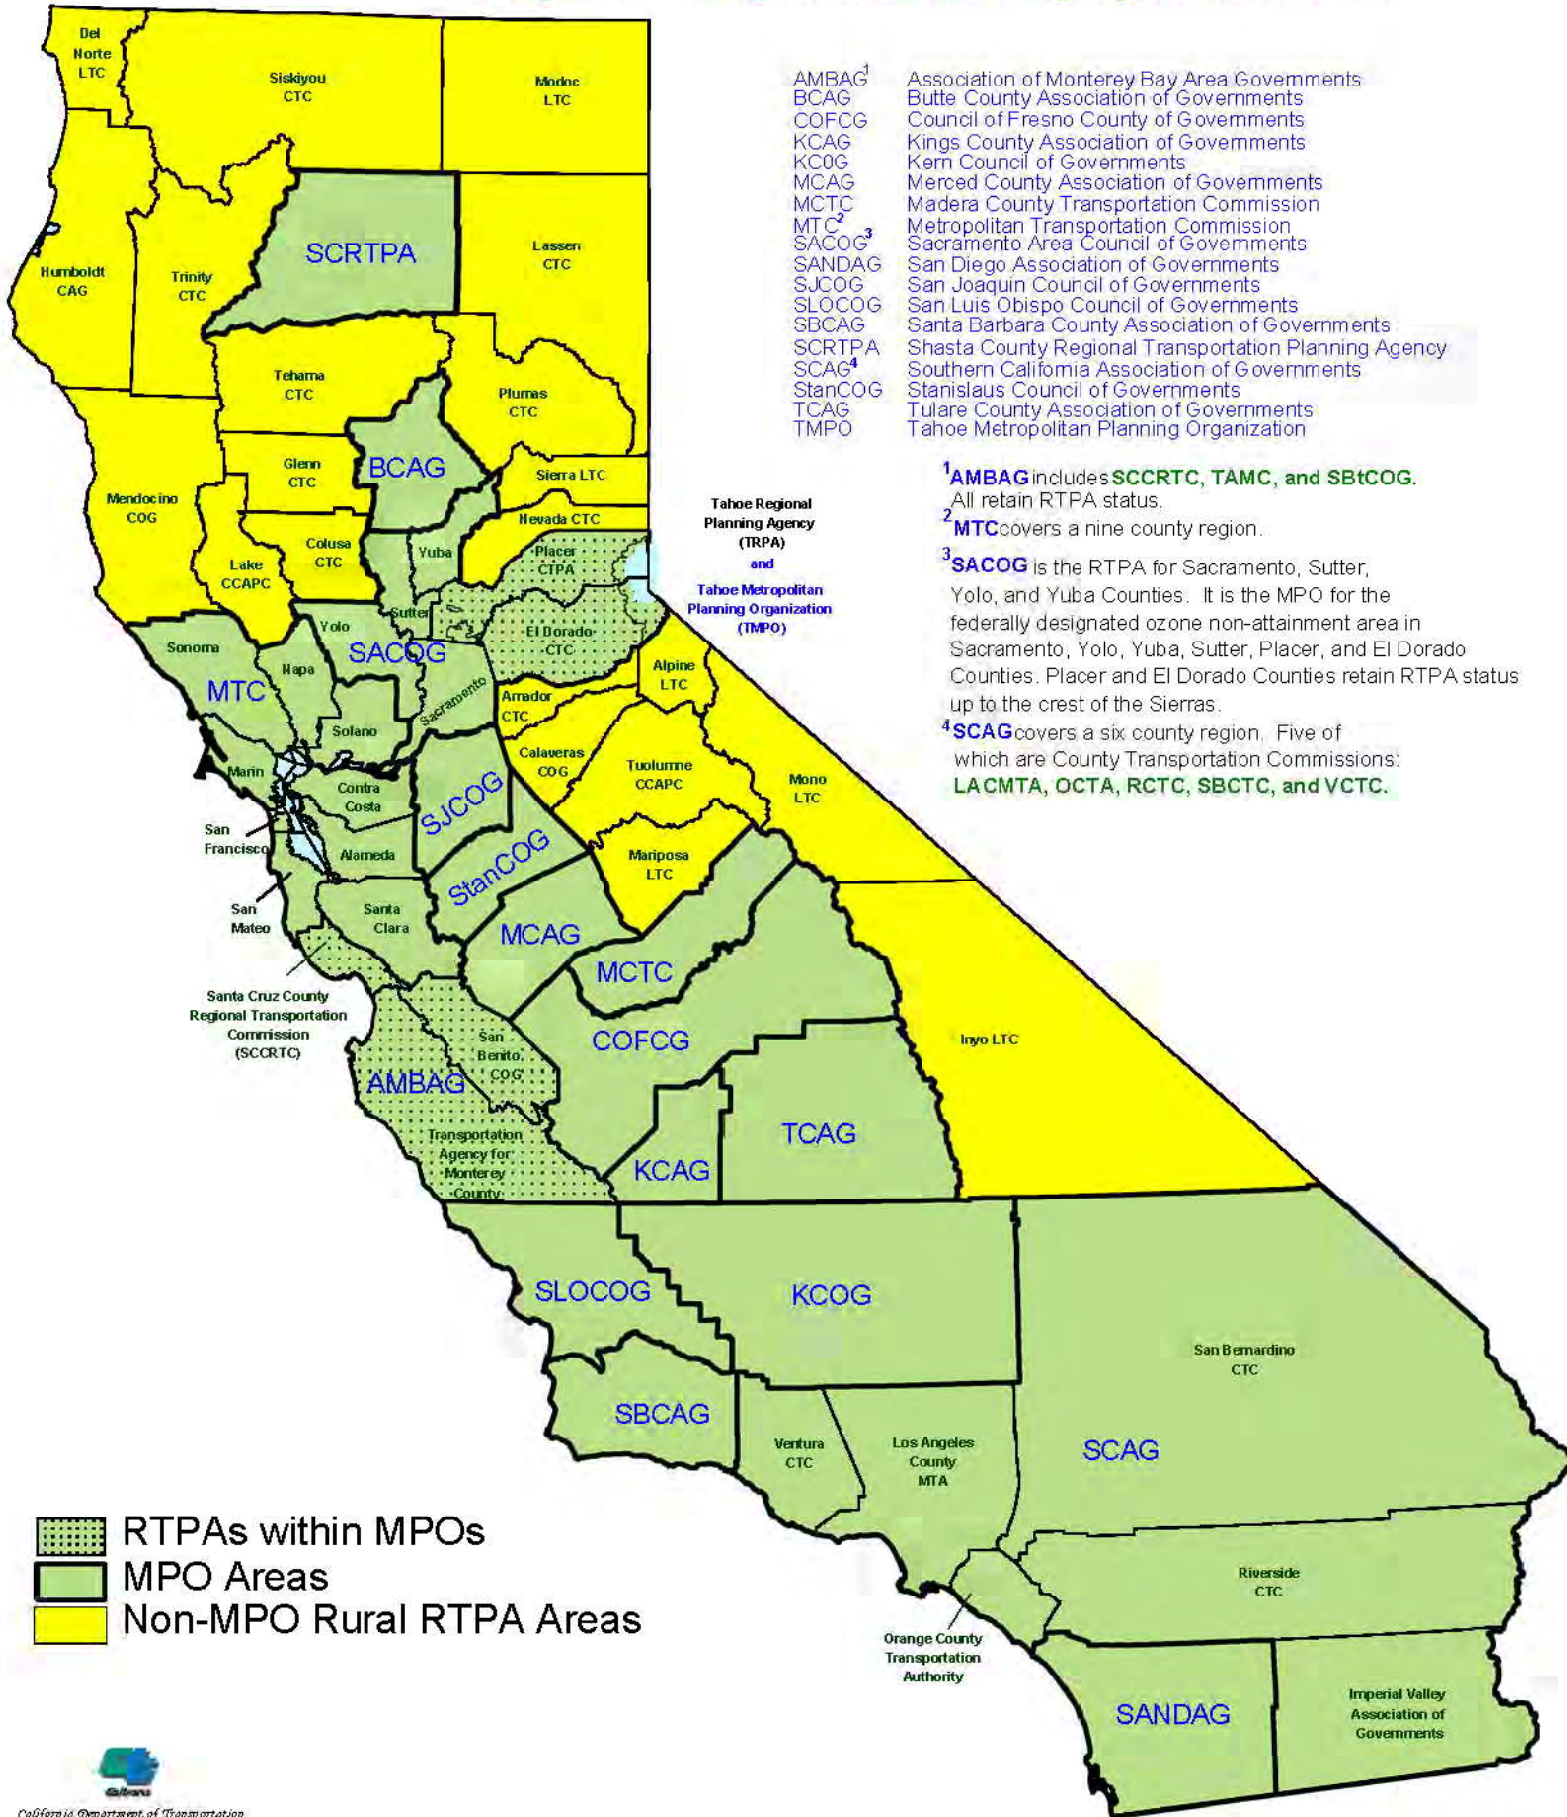 Del
Norte
LTC
Siskiyou
CTC
Modoc
LTC
AMBAG1 Association of Monterey Bay Area Governments
BCAG Butte County Association of Governments
COFCG Council of Fresno County of Governments
KCAG Kings County Association of Governments
KC0G Kern Council of Governments
MCAG Merced County Association of Governments
MCTC Madera County Transportation Commission
MTC2 Metropolitan Transportation Commission
SACOG3 Sacramento Area Council of Governments
SANDAG San Diego Association of Governments
SJCOG San Joaquin Council of Governments
SLOCOG San Luis Obispo Council of Governments
SBCAG Santa Barbara County Association of Governments
SCRTPA Shasta County Regional Transportation Planning Agency
SCAG4 Southern California Association of Governments
StanCOG Stanislaus Council of Governments
TCAG Tulare County Association of Governments
TMPO Tahoe Metropolitan Planning Organization
1AMBAG includes SCCRTC, TAMC, and SBtCOG.
All retain RTPA status.
2MTC covers a nine county region.
3SACOG is the RTPA for Sacramento, Sutter,
Yolo, and Yuba Counties. It is the MPO for the
federally designated ozone non-attainment area in
Sacramento, Yolo, Yuba, Sutter, Placer, and El Dorado
Counties. Placer and El Dorado Counties retain RTPA status
up to the crest of the Sierras.
4SCAG covers a six county region. Five of
which are County Transportation Commissions:
LACMTA, OCTA, RCTC, SBCTC, and VCTC.
SCRTPA
Lassen
CTC
Humboldt
CAG
Trinity
CTC
Tehama
CTC
Plumas
CTC
BCAG
Glenn
CTC
Sierra LTC
Mendocino
COG
Nevada CTC
Tahoe Regional
Planning Agency
(TRPA)
and
Tahoe Metropolitan
Planning Organization
(TMPO)
Colusa
CTC
Yuba
Placer
CTPA
Lake
CCAPC
Sutter
Yolo
El Dorado
CTC
Sonoma
SACOG
Napa
MTC
Alpine
LTC
Sacramento
Amador
CTC
Solano
Calaveras
COG
Tuolumne
CCAPC
Mono
LTC
Marin
Contra
Costa
SJCOG
San
Francisco
Alameda
StanCOG
Mariposa
LTC
San
Mateo
Santa
Clara
MCAG
MCTC
Santa Cruz County
Regional Transportation
Commission
(SCCRTC)
San
Benito
COG
COFCG
Inyo LTC
AMBAG
Transportation
Agency for
Monterey
County
KCAG
TCAG
SLOCOG
KCOG
San Bernardino
CTC
SBCAG
Ventura
CTC
Los Angeles
County
MTA
SCAG
RTPAs within MPOs
MPO Areas
Non-MPO Rural RTPA Areas
Riverside
CTC
Orange County
Transportation
Authority
SANDAG
Imperial Valley
Association of
Governments
Caltrans
California Department of Transportation